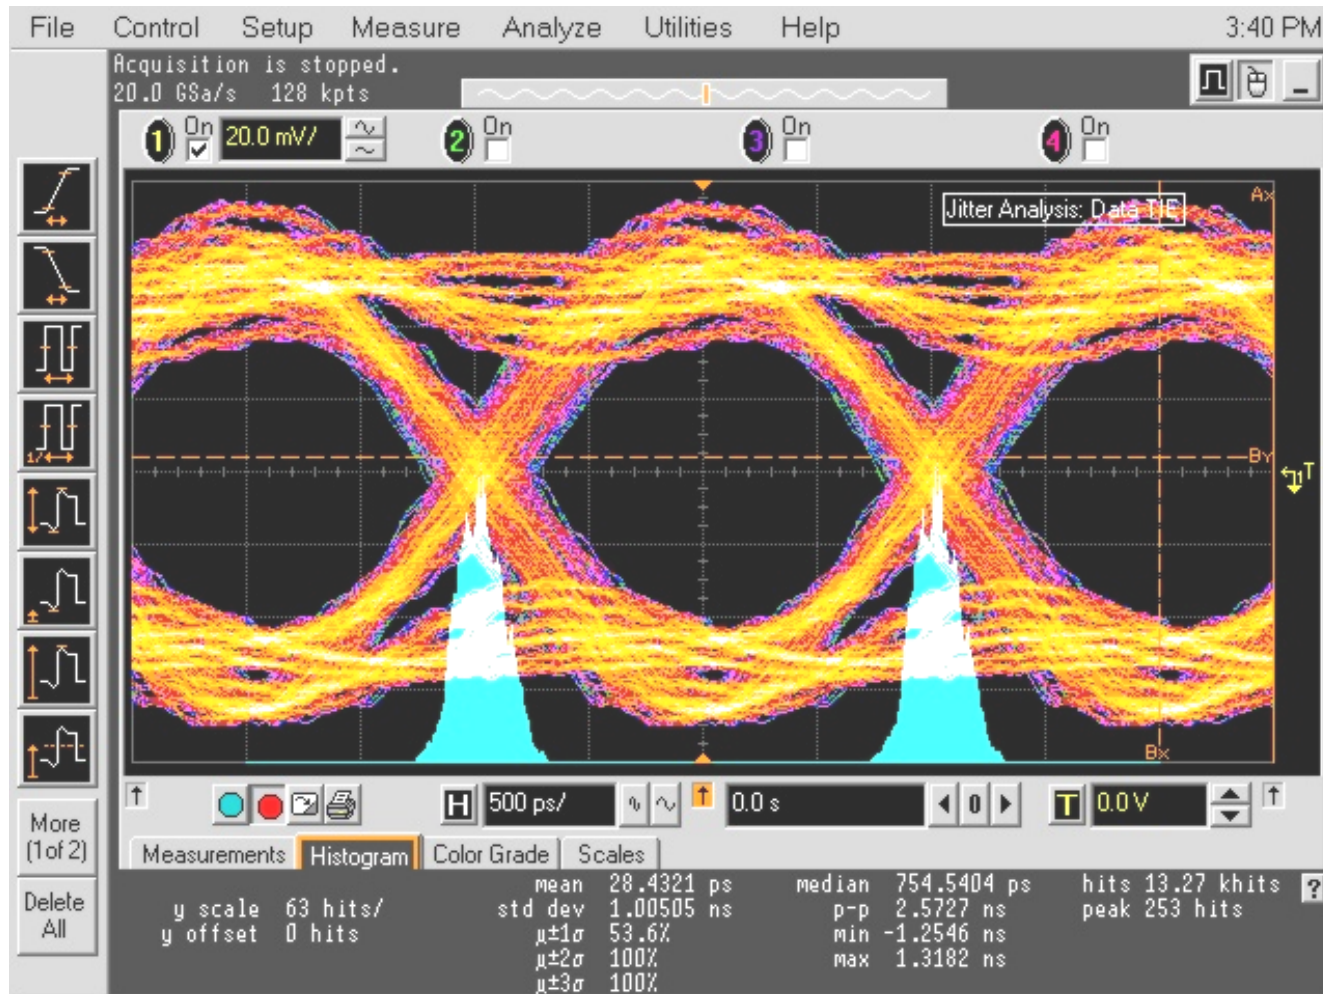 File Control Setup Measure Analyze Utilities Help 3:40 PM
Acquisition is stopped.
20.0 GSa/s 128 kpts
1 On 20.0 mV/ 2 On 3 On 4 On
Jitter Analysis: Data TIE
Ax
By
T
Bx
More
(1 of 2)
Delete
All
H 500 ps/ 0.0 s 0 T 0.0 V
Measurements Histogram Color Grade Scales
mean 28.4321 ps median 754.5404 ps hits 13.27 khits ?
y scale 63 hits/ std dev 1.00505 ns p-p 2.5727 ns peak 253 hits
y offset 0 hits µ±1σ 53.6% min -1.2546 ns
µ±2σ 100% max 1.3182 ns
µ±3σ 100%